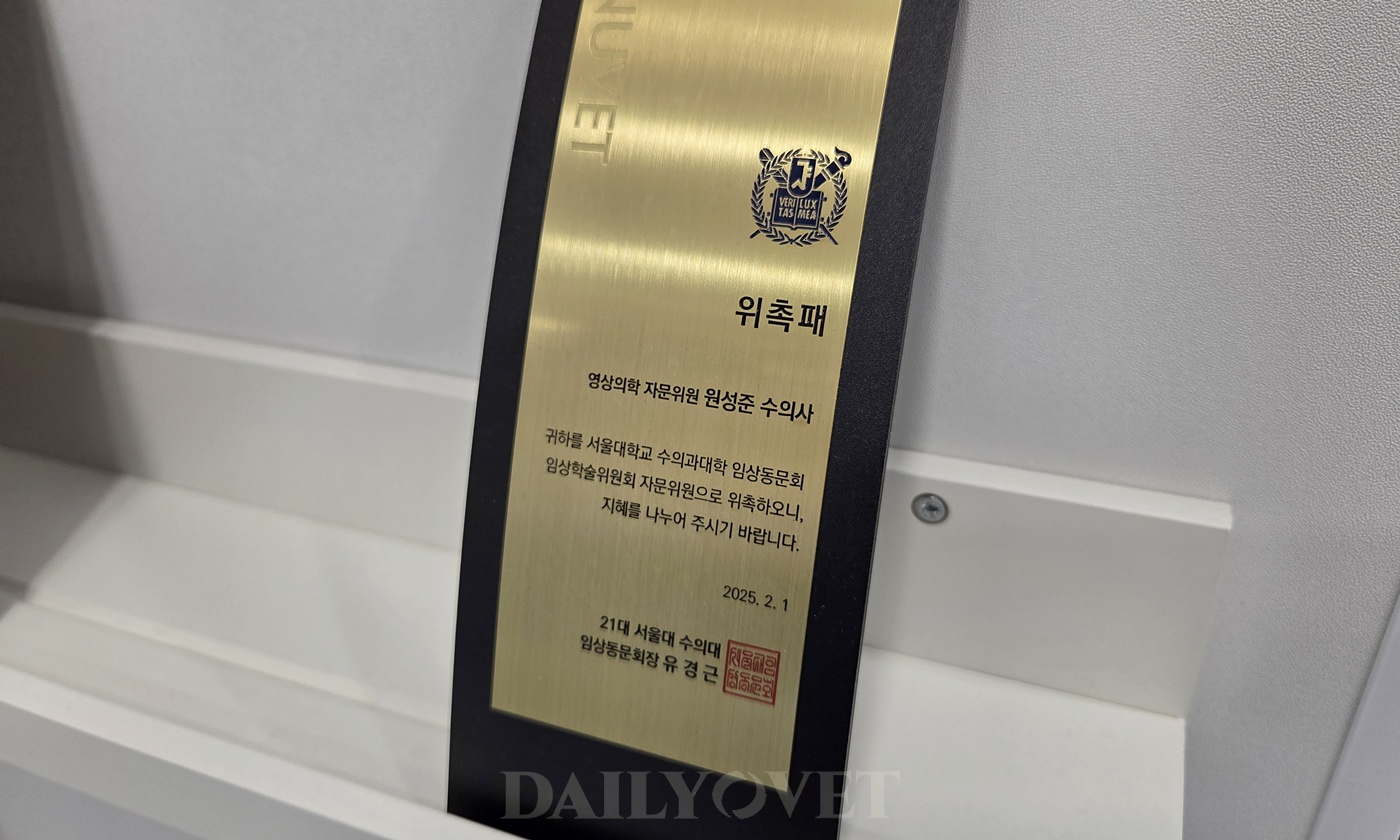 NUVET
VERI LUX
TAS MEA
위촉패
영상의학 자문위원 원성준 수의사
귀하를 서울대학교 수의과대학 임상동문회
임상학술위원회 자문위원으로 위촉하오니,
지혜를 나누어 주시기 바랍니다.
2025. 2. 1
21대 서울대 수의대
임상동문회장 유 경 근
DAILYVET